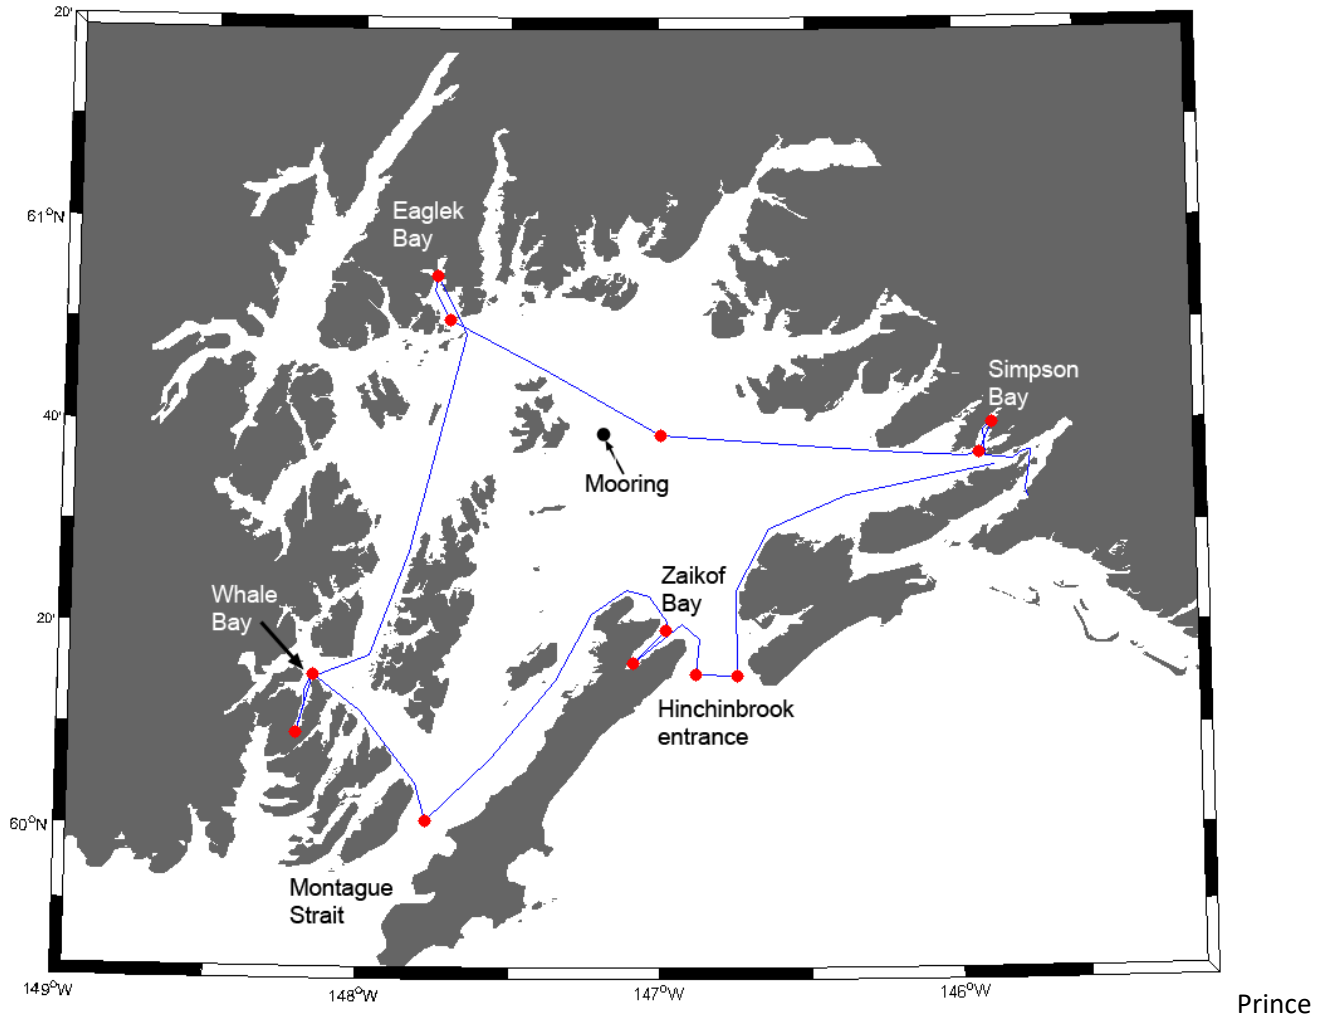 20'
Eaglek
Bay
61°N
Simpson
Bay
40'
Mooring
Zaikof
Bay
Whale
Bay
20'
Hinchinbrook
entrance
60°N
Montague
Strait
149°W
148°W
147°W
146°W
Prince